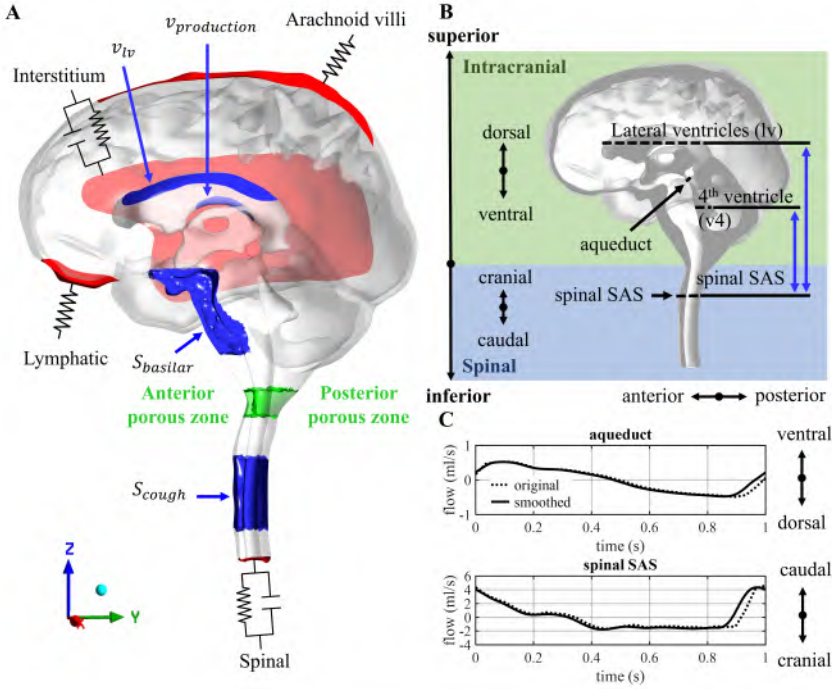 A
v_lv
v_production
Arachnoid villi
Interstitium
Lymphatic
S_basilar
Anterior
porous zone
Posterior
porous zone
S_cough
Z
X
Y
Spinal
B
superior
Intracranial
dorsal
Lateral ventricles (lv)
ventral
4th ventricle
(v4)
aqueduct
cranial
spinal SAS
spinal SAS
caudal
Spinal
inferior
anterior
posterior
C
aqueduct
ventral
flow (ml/s)
1
0
-1
original
smoothed
0
0.2
0.4
0.6
0.8
1
time (s)
dorsal
spinal SAS
caudal
flow (ml/s)
6
4
2
0
-2
-4
0
0.2
0.4
0.6
0.8
1
time (s)
cranial